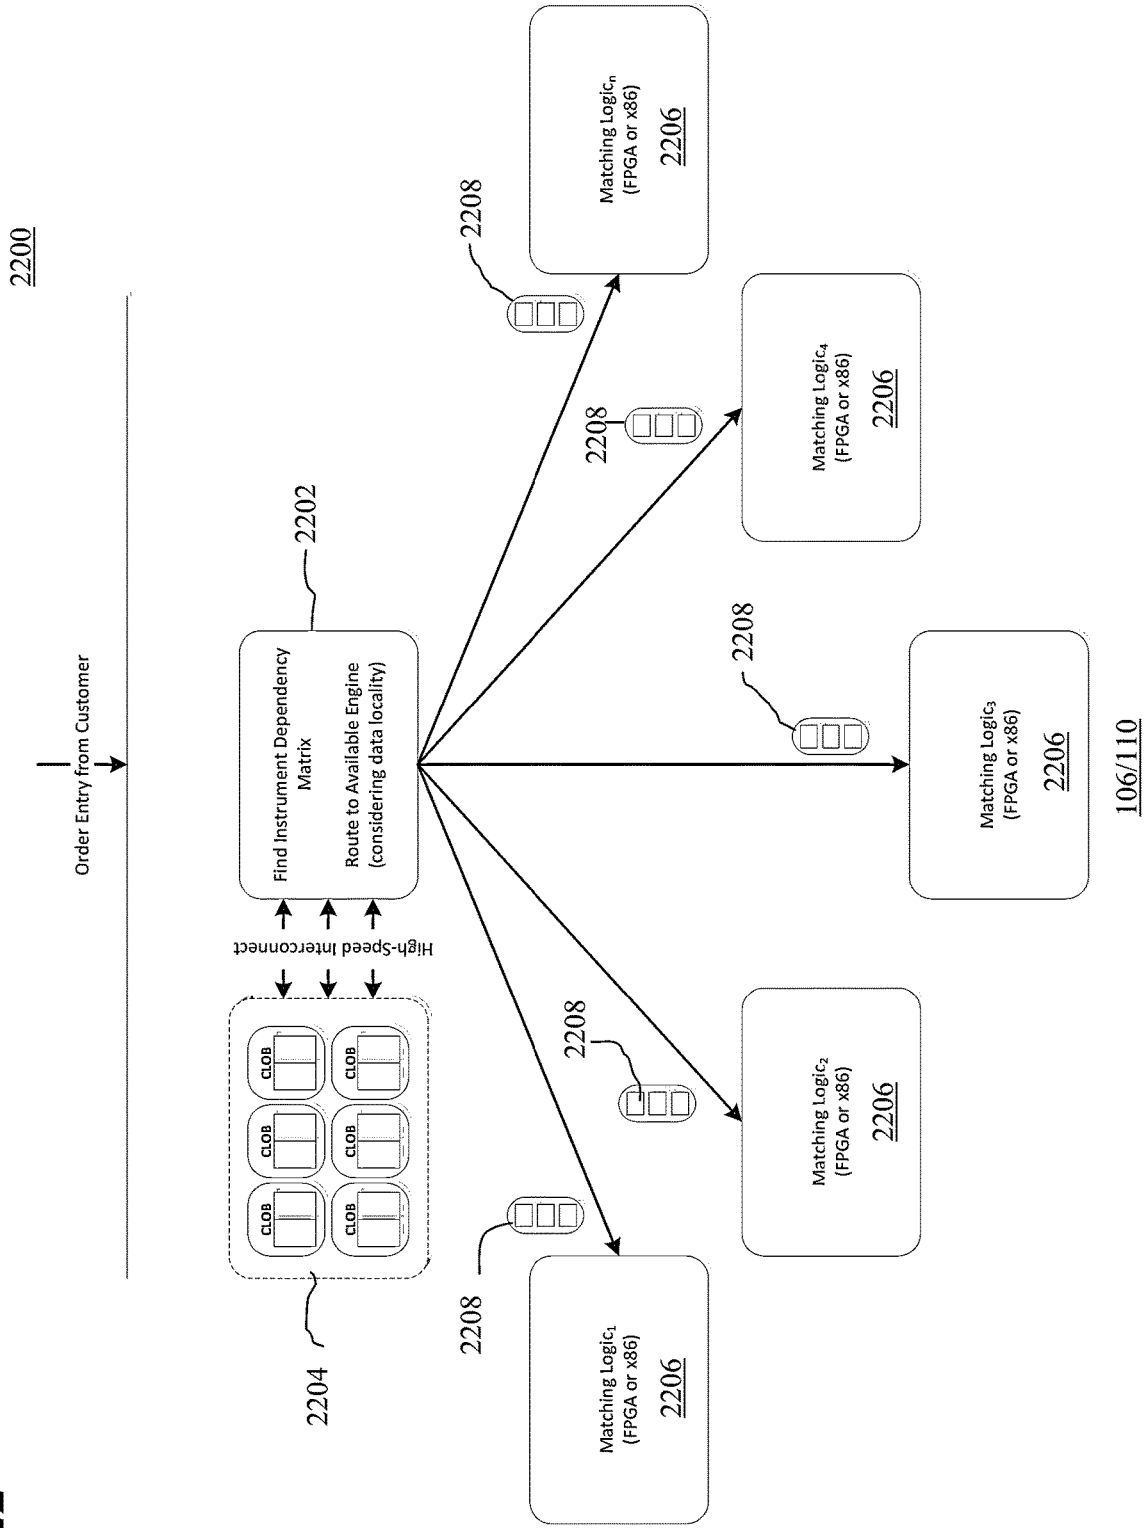 2200
Order Entry from Customer
CLOB
CLOB
CLOB
CLOB
CLOB
CLOB
High-Speed Interconnect
Find Instrument Dependency
Matrix
Route to Available Engine
(considering data locality)
2202
2204
2208
2208
2208
2208
2208
Matching Logic₁
(FPGA or x86)
2206
Matching Logic₂
(FPGA or x86)
2206
Matching Logic₃
(FPGA or x86)
2206
Matching Logic₄
(FPGA or x86)
2206
Matching Logicₙ
(FPGA or x86)
2206
106/110